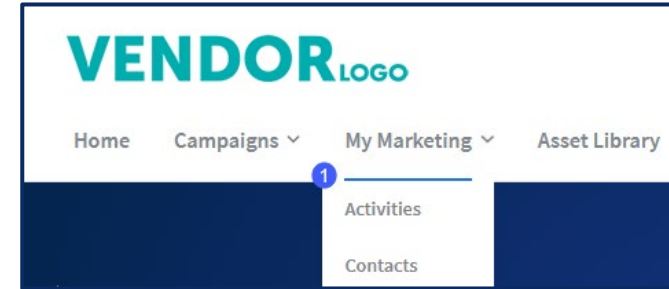 VENDOR LOGO
Home Campaigns My Marketing Asset Library
1
Activities
Contacts